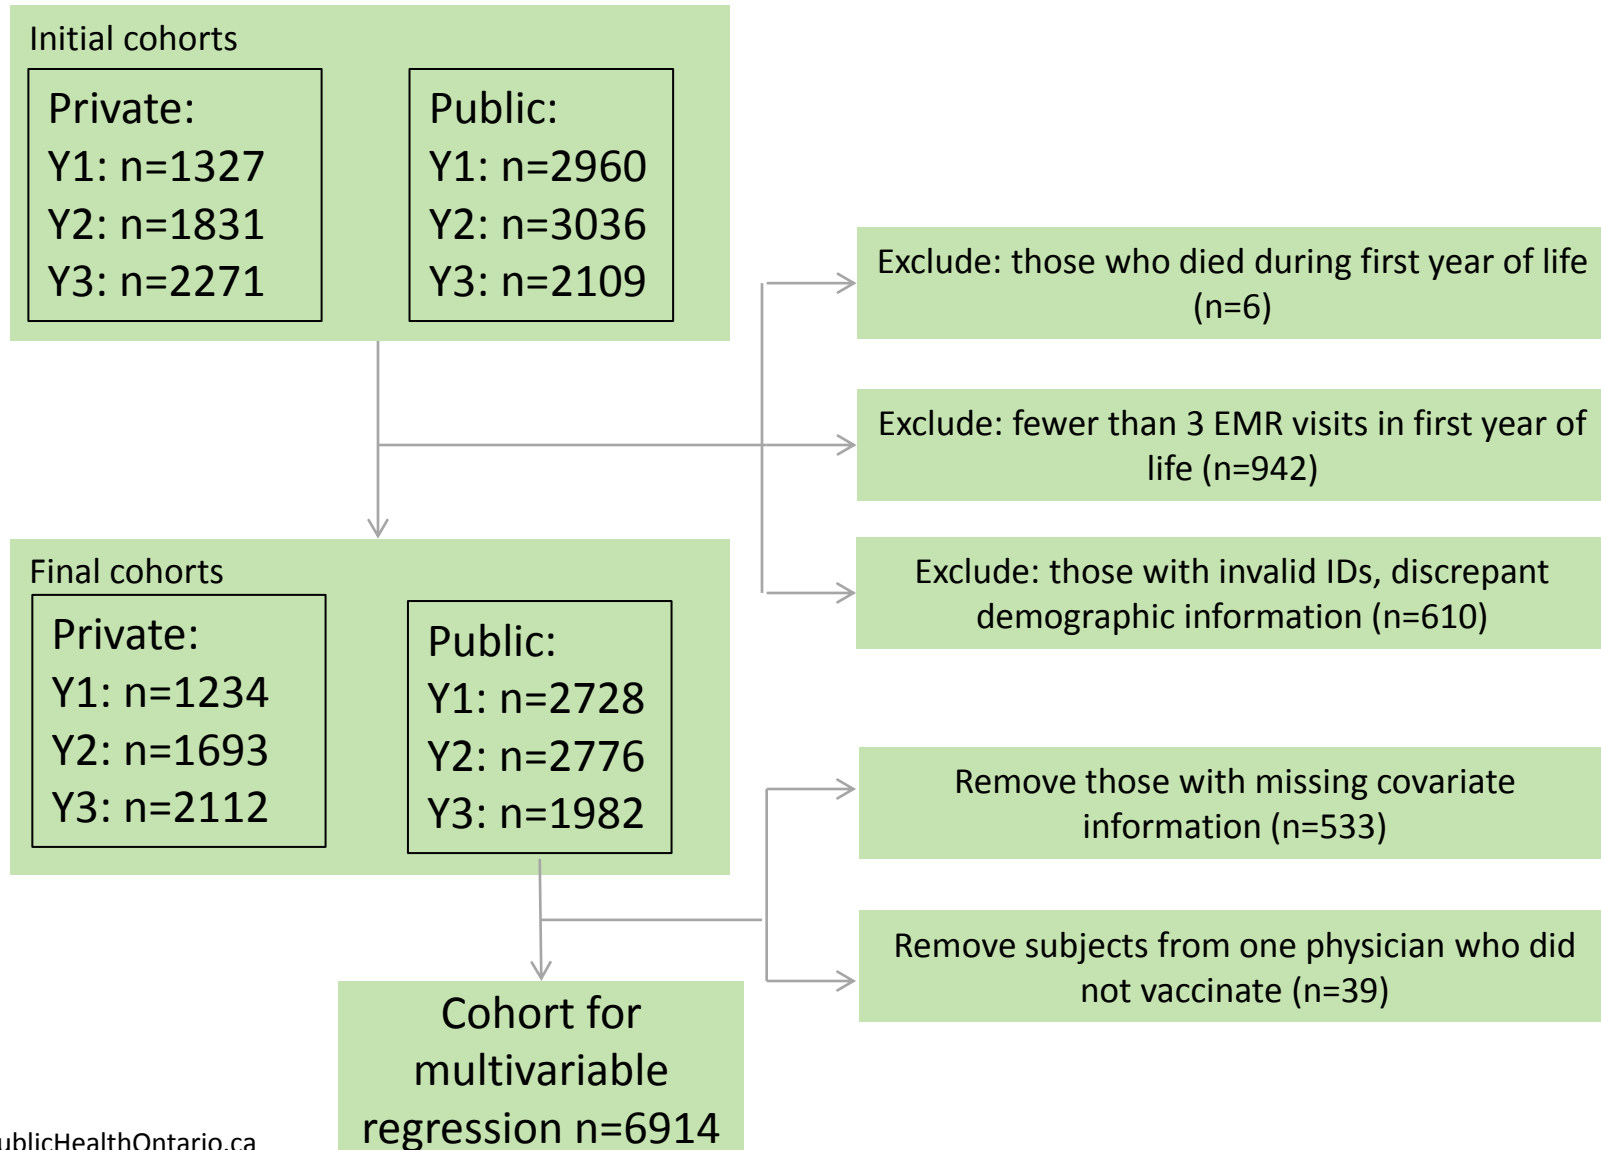 Initial cohorts
Private:
Y1: n=1327
Y2: n=1831
Y3: n=2271
Public:
Y1: n=2960
Y2: n=3036
Y3: n=2109
Exclude: those who died during first year of life
(n=6)
Exclude: fewer than 3 EMR visits in first year of
life (n=942)
Exclude: those with invalid IDs, discrepant
demographic information (n=610)
Final cohorts
Private:
Y1: n=1234
Y2: n=1693
Y3: n=2112
Public:
Y1: n=2728
Y2: n=2776
Y3: n=1982
Remove those with missing covariate
information (n=533)
Remove subjects from one physician who did
not vaccinate (n=39)
Cohort for
multivariable
regression n=6914
ublicHealthOntario.ca